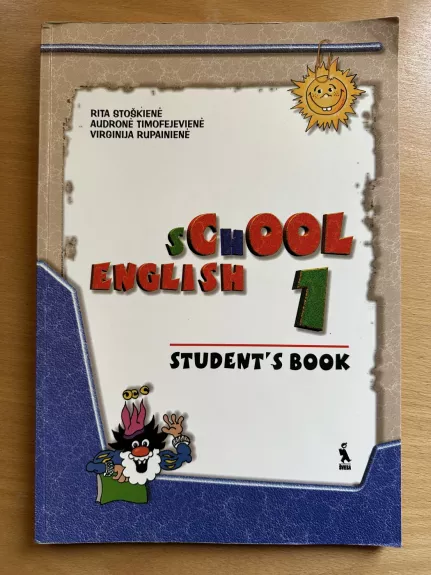 RITA STOŠKIENĖ
AUDRONĖ TIMOFEJEVIENĖ
VIRGINIJA RUPAINIENĖ
SCHOOL
ENGLISH 1
STUDENT'S BOOK
ŠVIESA